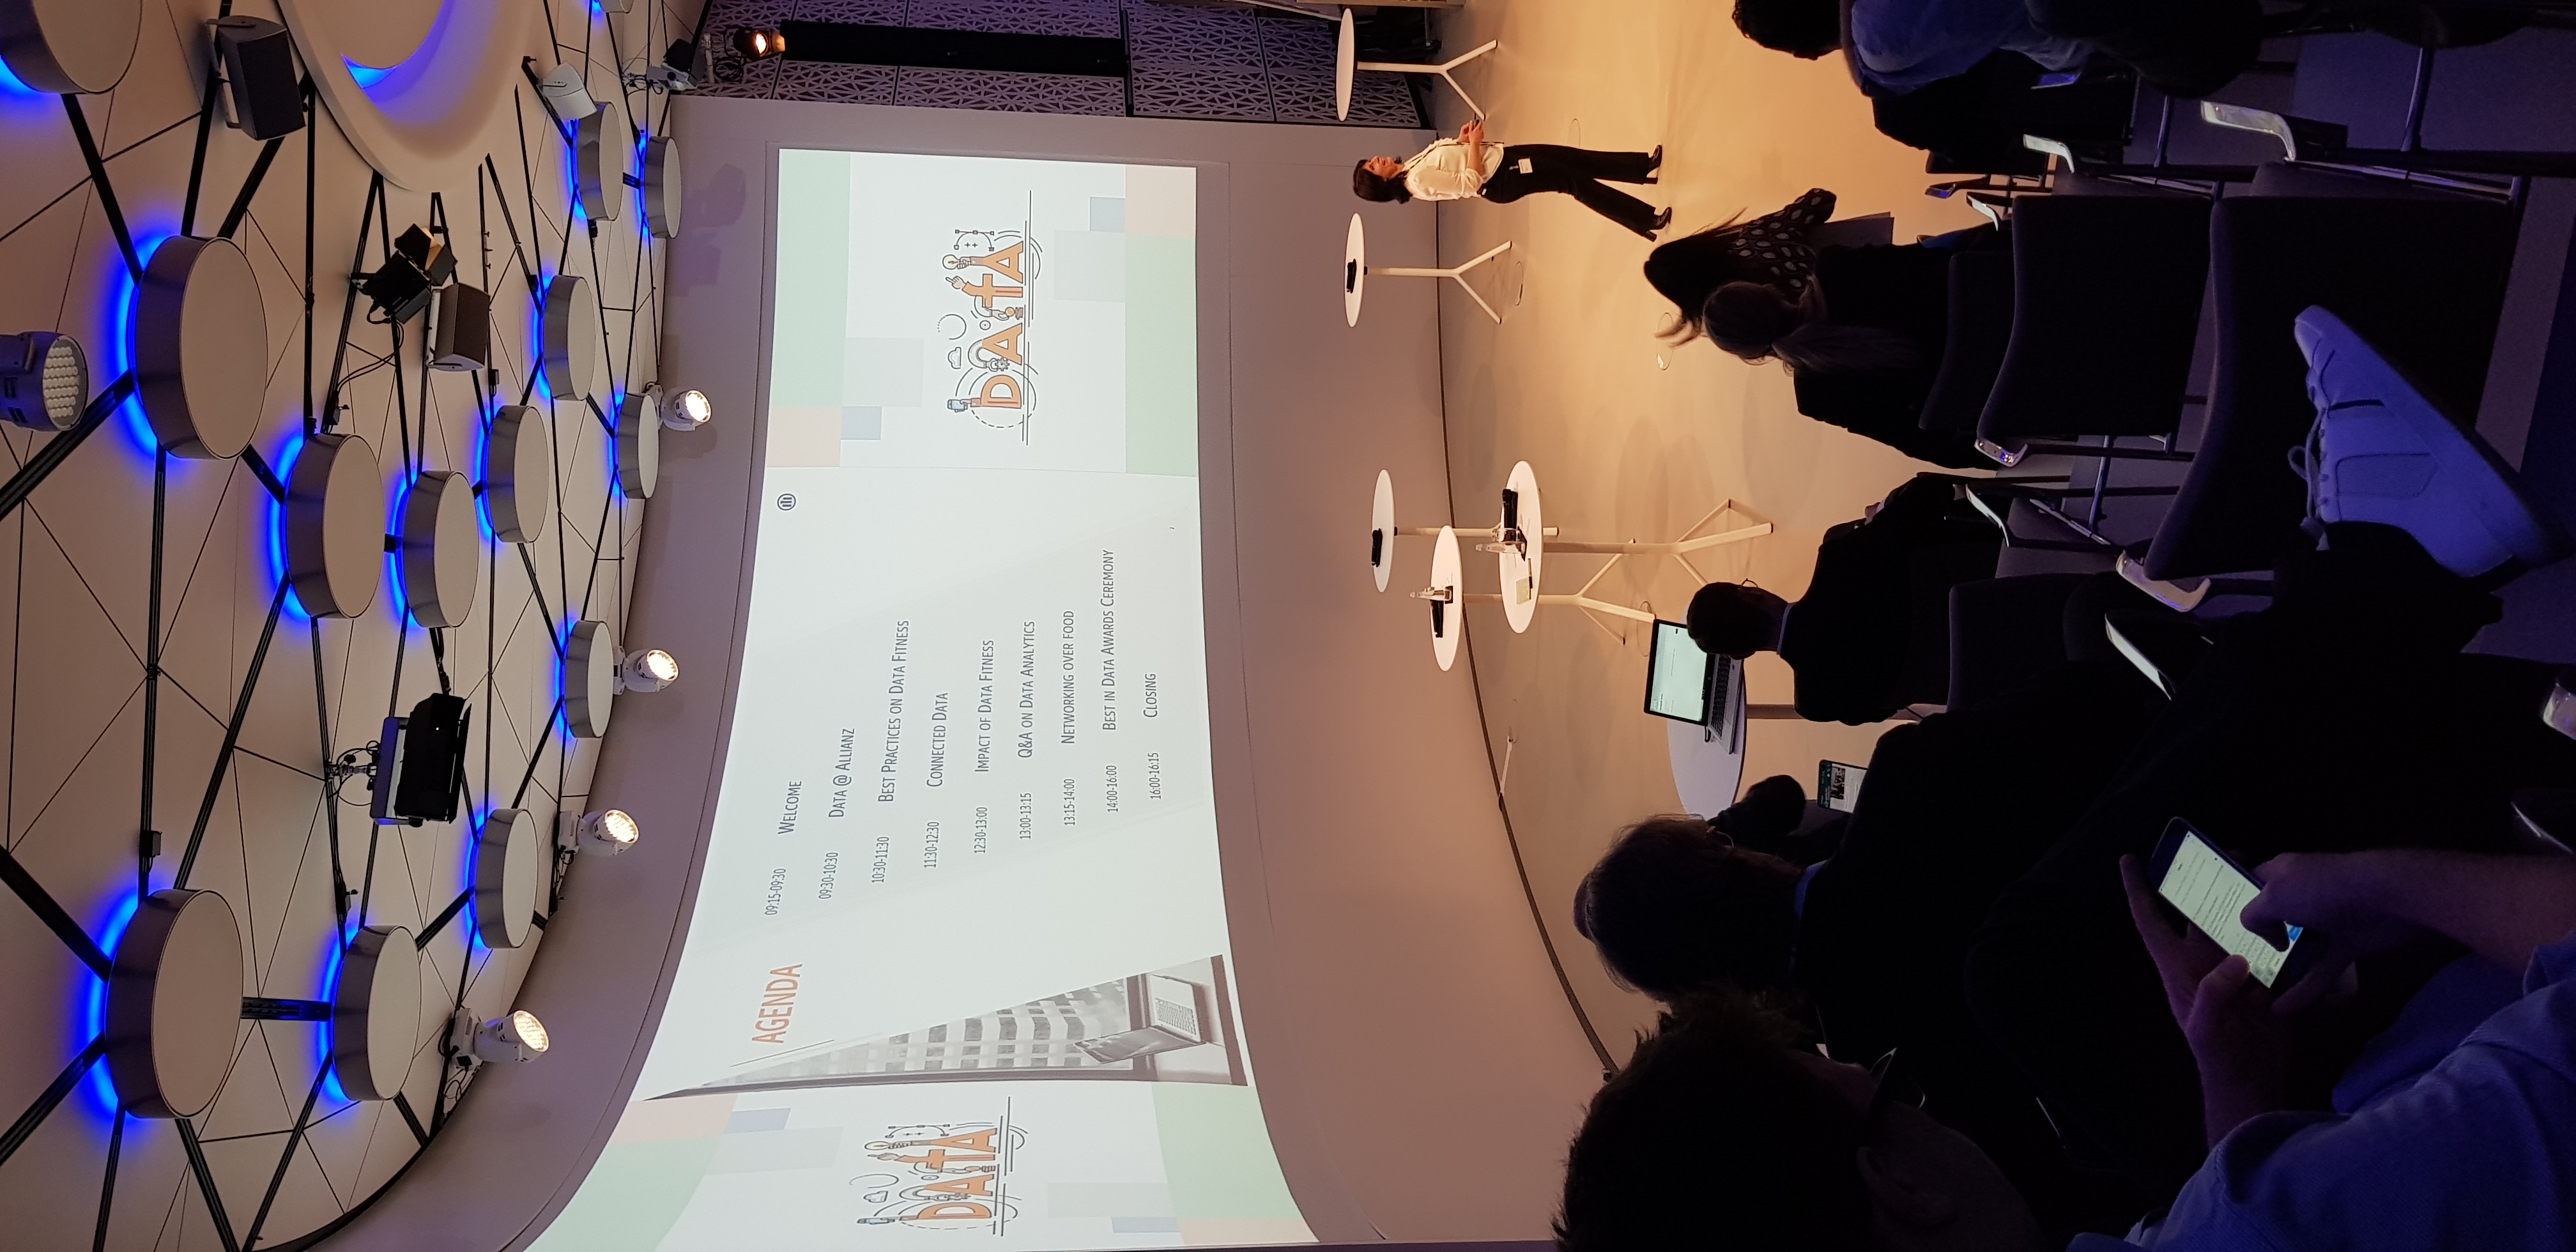 AGENDA
09:15-09:30 WELCOME
09:30-10:30 DATA @ ALLIANZ
10:30-11:30 BEST PRACTICES ON DATA FITNESS
11:30-12:30 CONNECTED DATA
12:30-13:00 IMPACT OF DATA FITNESS
13:00-13:15 Q&A ON DATA ANALYTICS
13:15-14:00 NETWORKING OVER FOOD
14:00-16:00 BEST IN DATA AWARDS CEREMONY
16:00-16:15 CLOSING
DATA
DATA